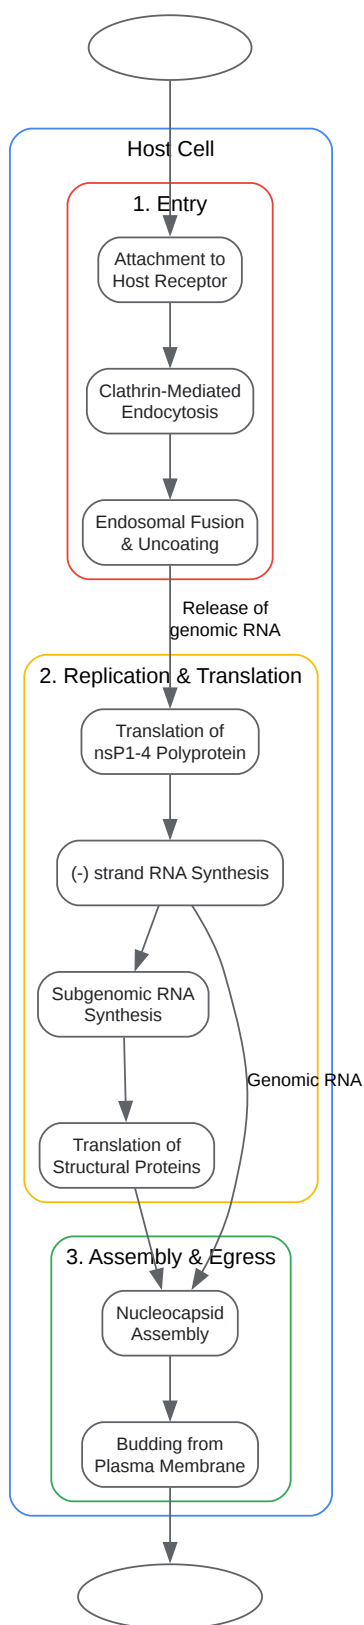 Host Cell
1. Entry
Attachment to
Host Receptor
Clathrin-Mediated
Endocytosis
Endosomal Fusion
& Uncoating
Release of
genomic RNA
2. Replication & Translation
Translation of
nsP1-4 Polyprotein
(-) strand RNA Synthesis
Subgenomic RNA
Synthesis
Genomic RNA
Translation of
Structural Proteins
3. Assembly & Egress
Nucleocapsid
Assembly
Budding from
Plasma Membrane